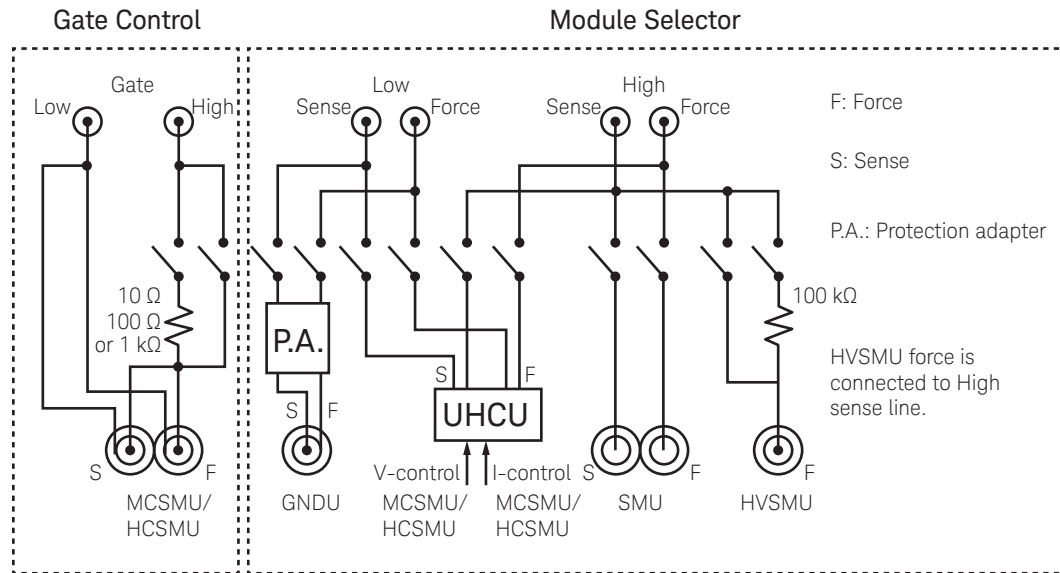 Gate Control
Module Selector
Gate
Low
High
Low
Sense
Force
High
Sense
Force
F: Force
S: Sense
P.A.: Protection adapter
10 Ω
100 Ω
or 1 kΩ
P.A.
100 kΩ
HVSMU force is
connected to High
sense line.
S
F
UHCU
S
F
S
F
V-control
I-control
S
F
F
MCSMU/
HCSMU
GNDU
MCSMU/
HCSMU
MCSMU/
HCSMU
SMU
HVSMU